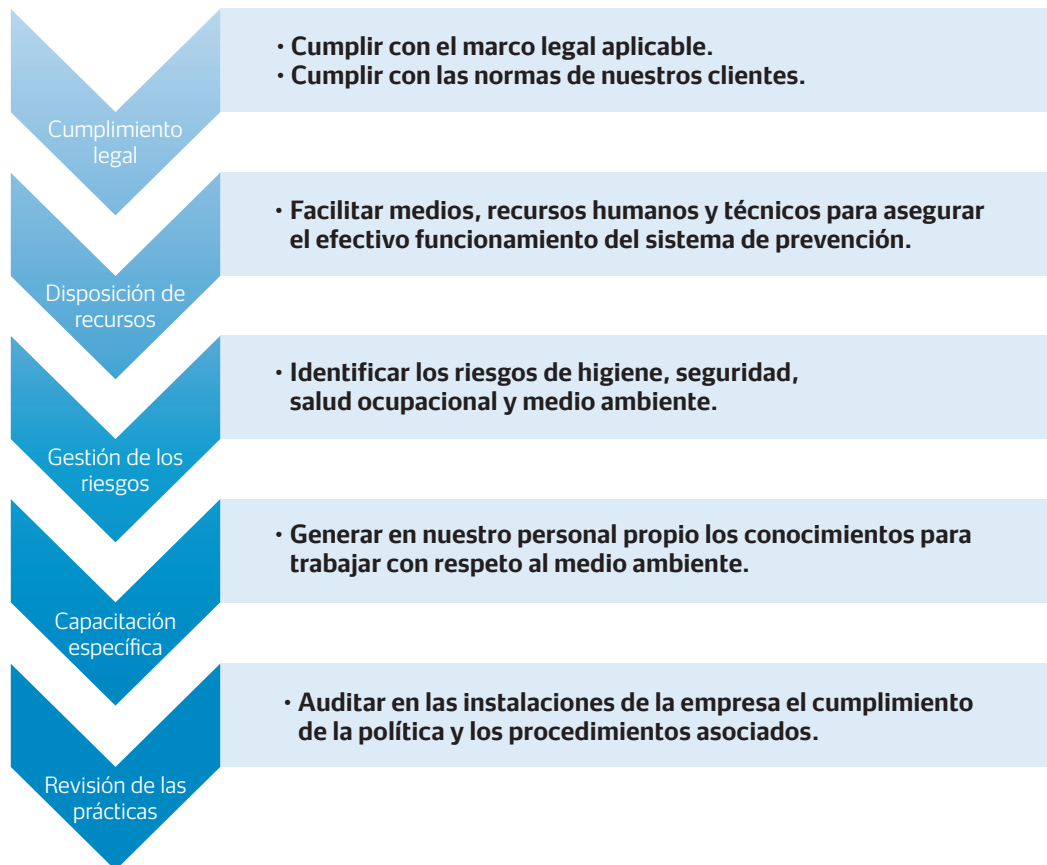 • Cumplir con el marco legal aplicable.
• Cumplir con las normas de nuestros clientes.
Cumplimiento
legal
• Facilitar medios, recursos humanos y técnicos para asegurar
el efectivo funcionamiento del sistema de prevención.
Disposición de
recursos
• Identificar los riesgos de higiene, seguridad,
salud ocupacional y medio ambiente.
Gestión de los
riesgos
• Generar en nuestro personal propio los conocimientos para
trabajar con respeto al medio ambiente.
Capacitación
específica
• Auditar en las instalaciones de la empresa el cumplimiento
de la política y los procedimientos asociados.
Revisión de las
prácticas